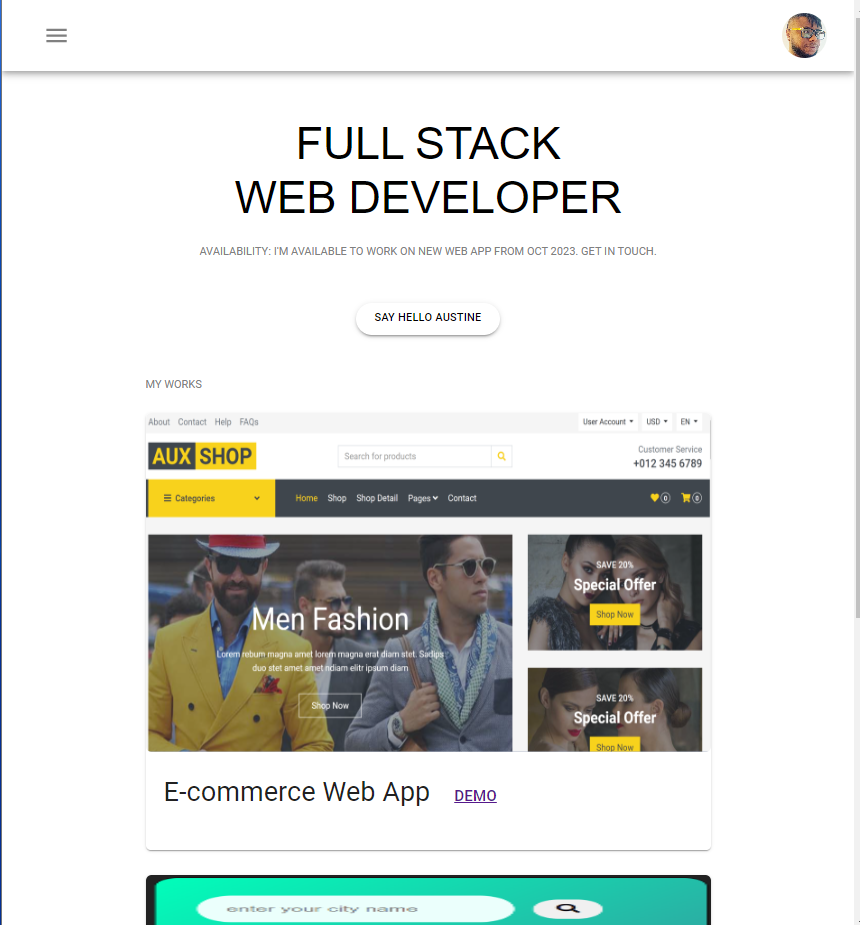 FULL STACK
WEB DEVELOPER
AVAILABILITY: I'M AVAILABLE TO WORK ON NEW WEB APP FROM OCT 2023. GET IN TOUCH.
SAY HELLO AUSTINE
MY WORKS
About Contact Help FAQs User Account USD EN
AUX SHOP
Search for products
Customer Service
+012 345 6789
Categories Home Shop Shop Detail Pages Contact 0 0
Men Fashion
Lorem rebum magna amet lorem magna erat diam stet. Sadips
duo stet amet amet ndiam elitr ipsum diam
Shop Now
SAVE 20%
Special Offer
Shop Now
SAVE 20%
Special Offer
Shop Now
E-commerce Web App DEMO
enter your city name